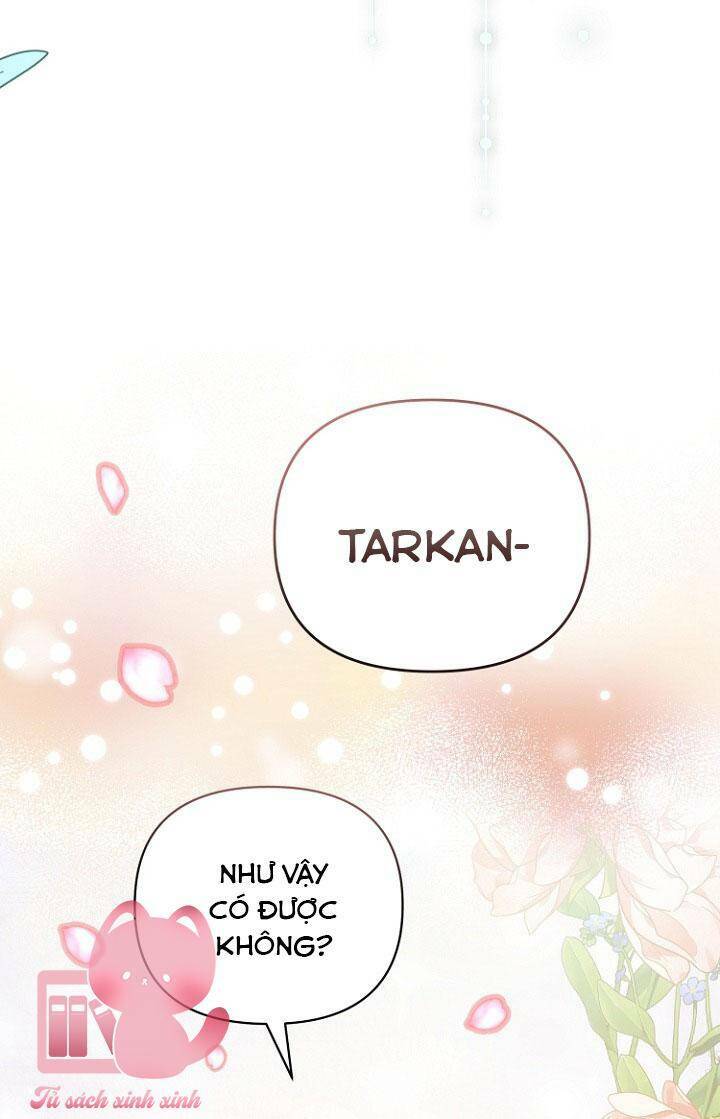 TARKAN-
NHƯ VẬY
CÓ ĐƯỢC
KHÔNG?
Tủ sách xinh xinh